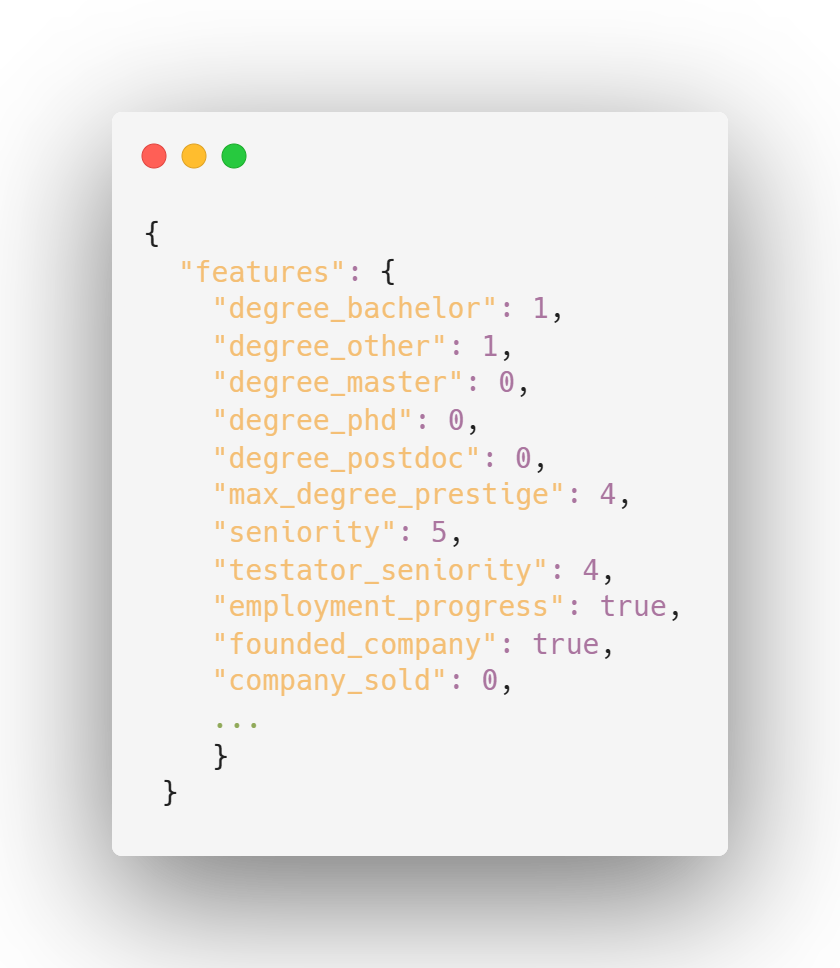 {
"features": {
"degree_bachelor": 1,
"degree_other": 1,
"degree_master": 0,
"degree_phd": 0,
"degree_postdoc": 0,
"max_degree_prestige": 4,
"seniority": 5,
"testator_seniority": 4,
"employment_progress": true,
"founded_company": true,
"company_sold": 0,
...
}
}